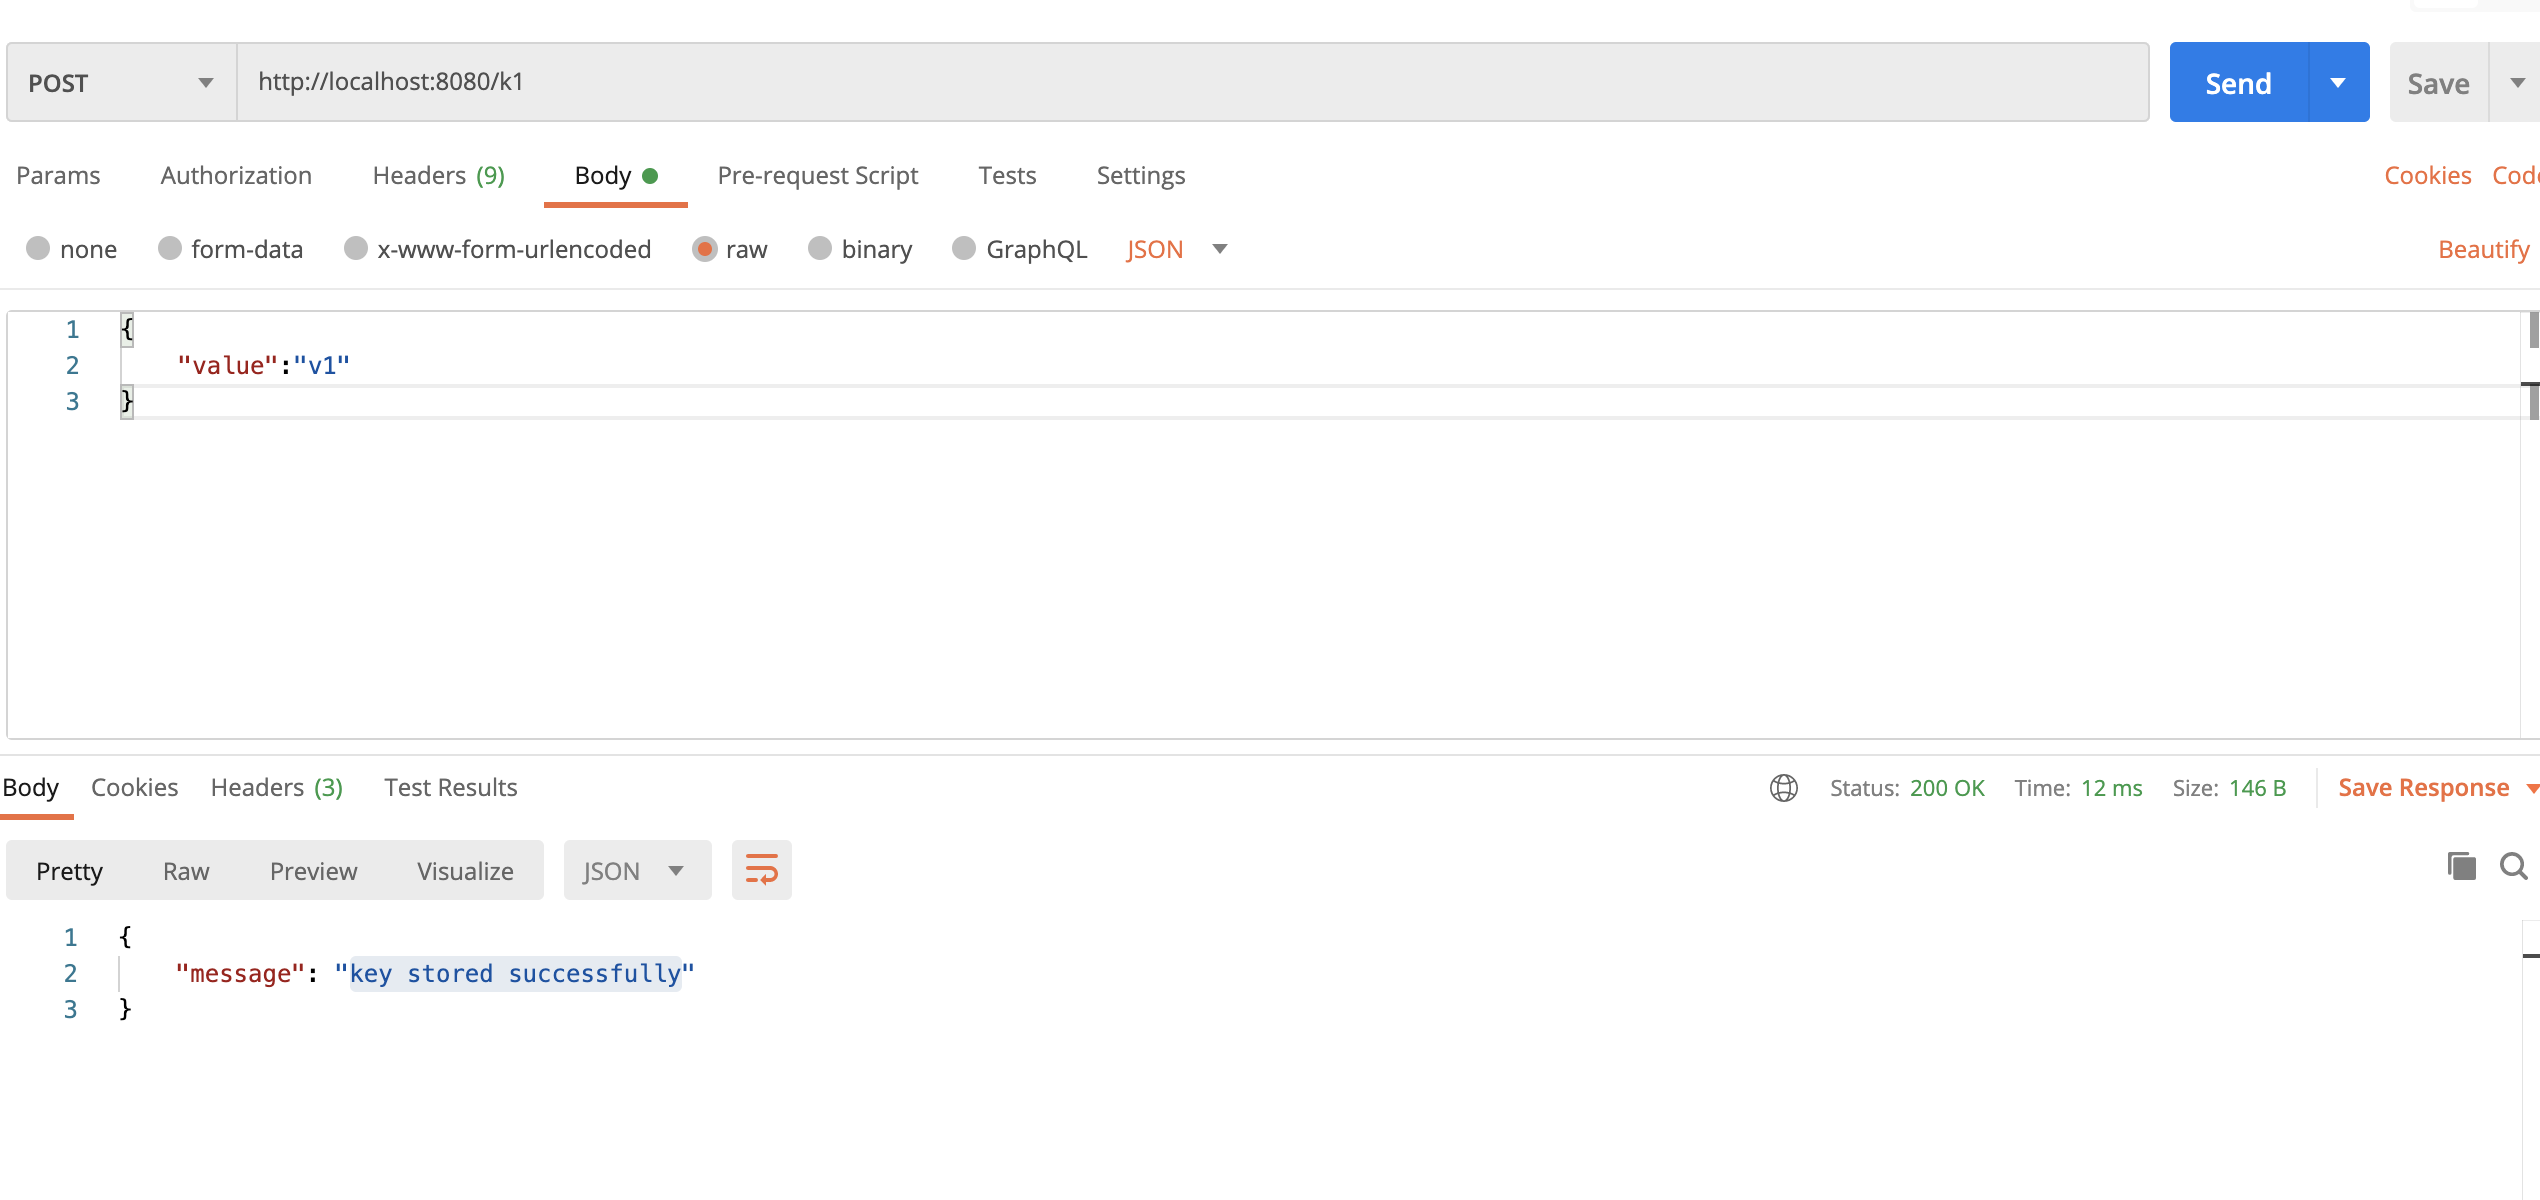 POST http://localhost:8080/k1 Send Save
Params Authorization Headers (9) Body Pre-request Script Tests Settings Cookies
none form-data x-www-form-urlencoded raw binary GraphQL JSON Beautify
1 {
2 "value":"v1"
3 }
Body Cookies Headers (3) Test Results Status: 200 OK Time: 12 ms Size: 146 B Save Response
Pretty Raw Preview Visualize JSON
1 {
2 "message": "key stored successfully"
3 }